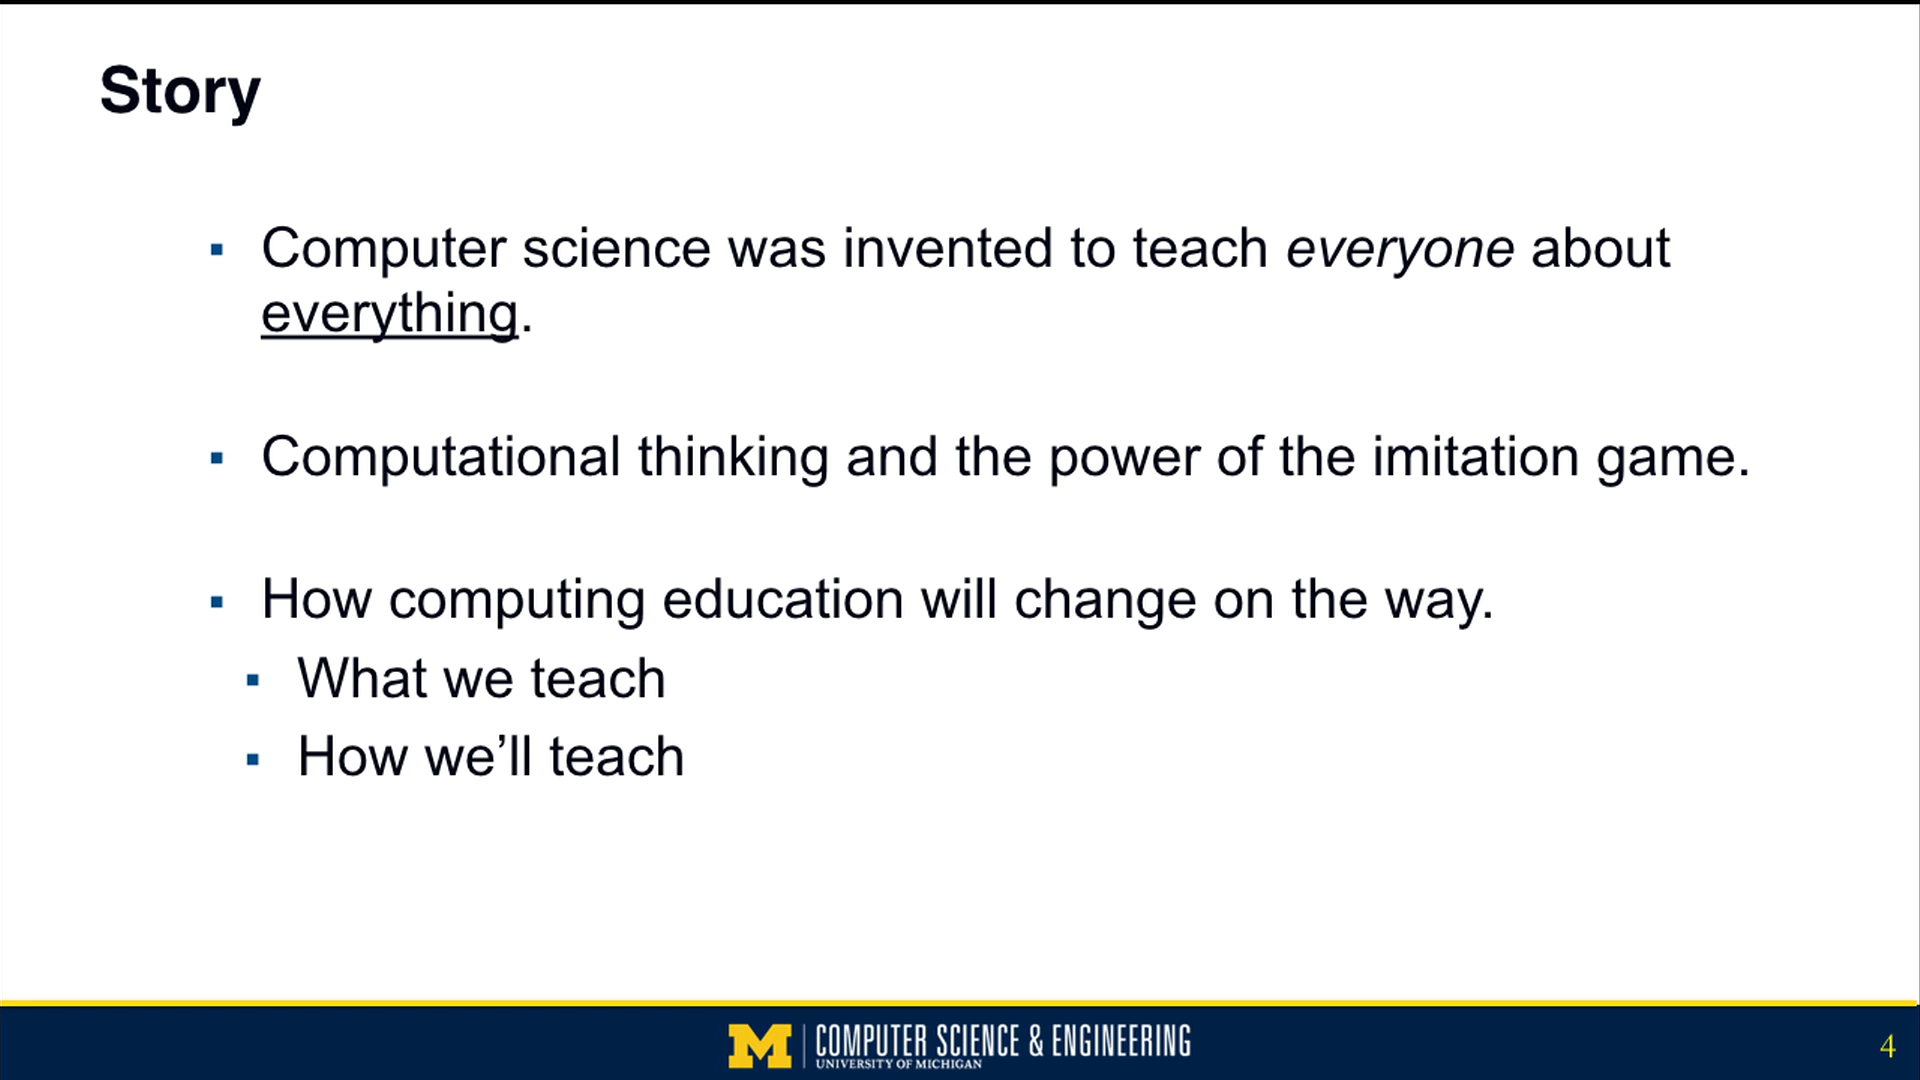 Story
▪ Computer science was invented to teach everyone about
everything.
▪ Computational thinking and the power of the imitation game.
▪ How computing education will change on the way.
▪ What we teach
▪ How we’ll teach
M | COMPUTER SCIENCE & ENGINEERING
UNIVERSITY OF MICHIGAN
4